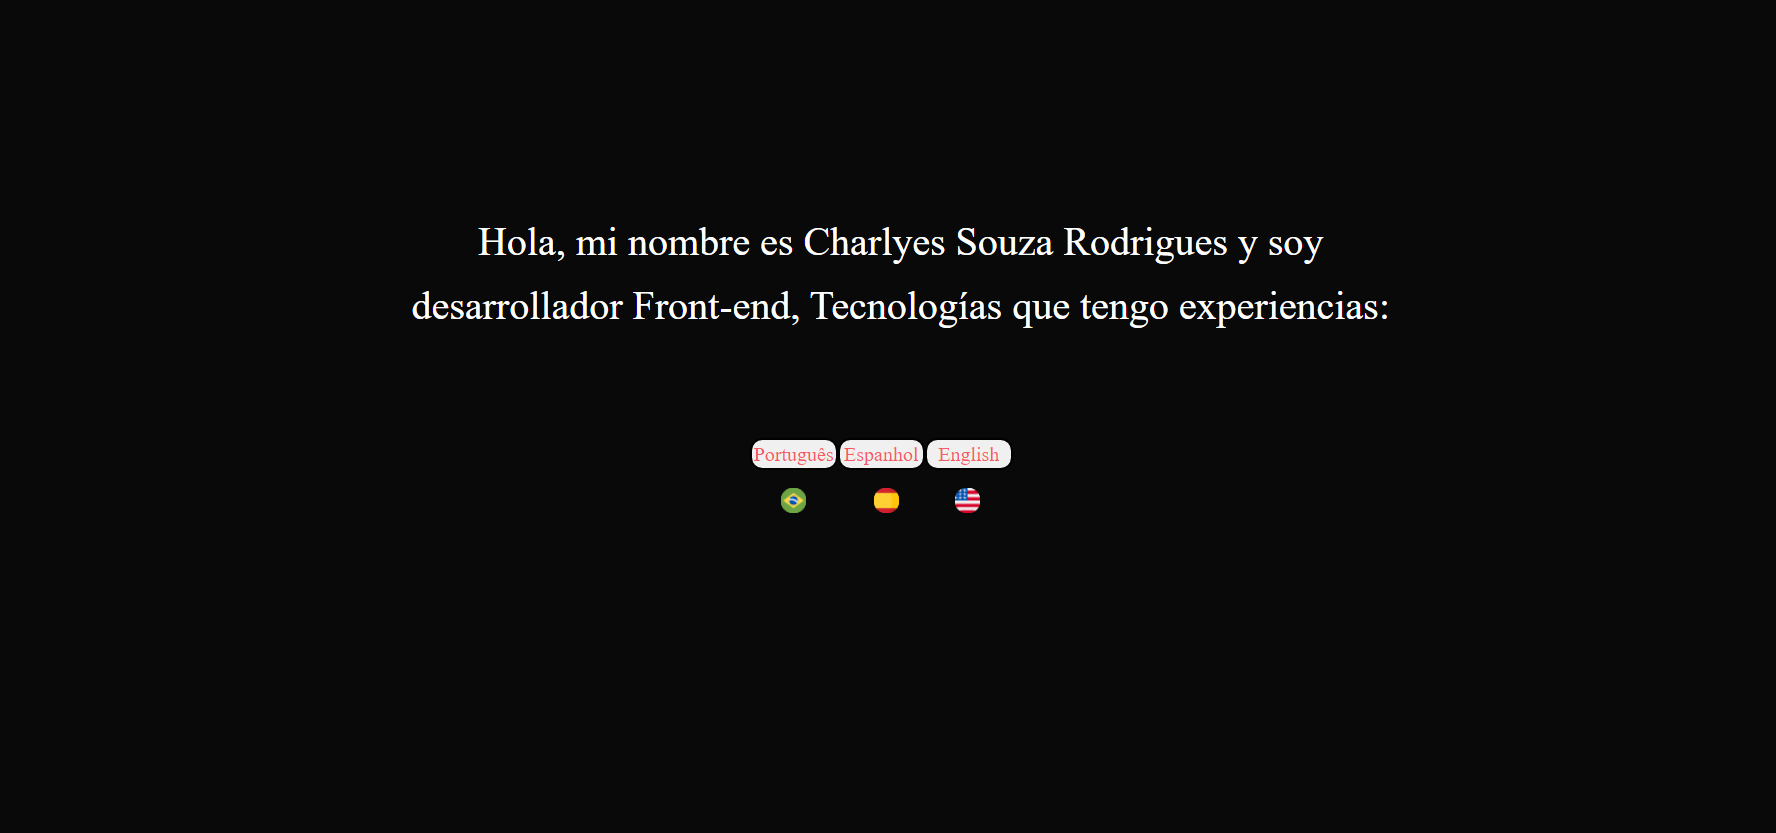 Hola, mi nombre es Charlyes Souza Rodrigues y soy
desarrollador Front-end, Tecnologías que tengo experiencias:
Português Espanhol English